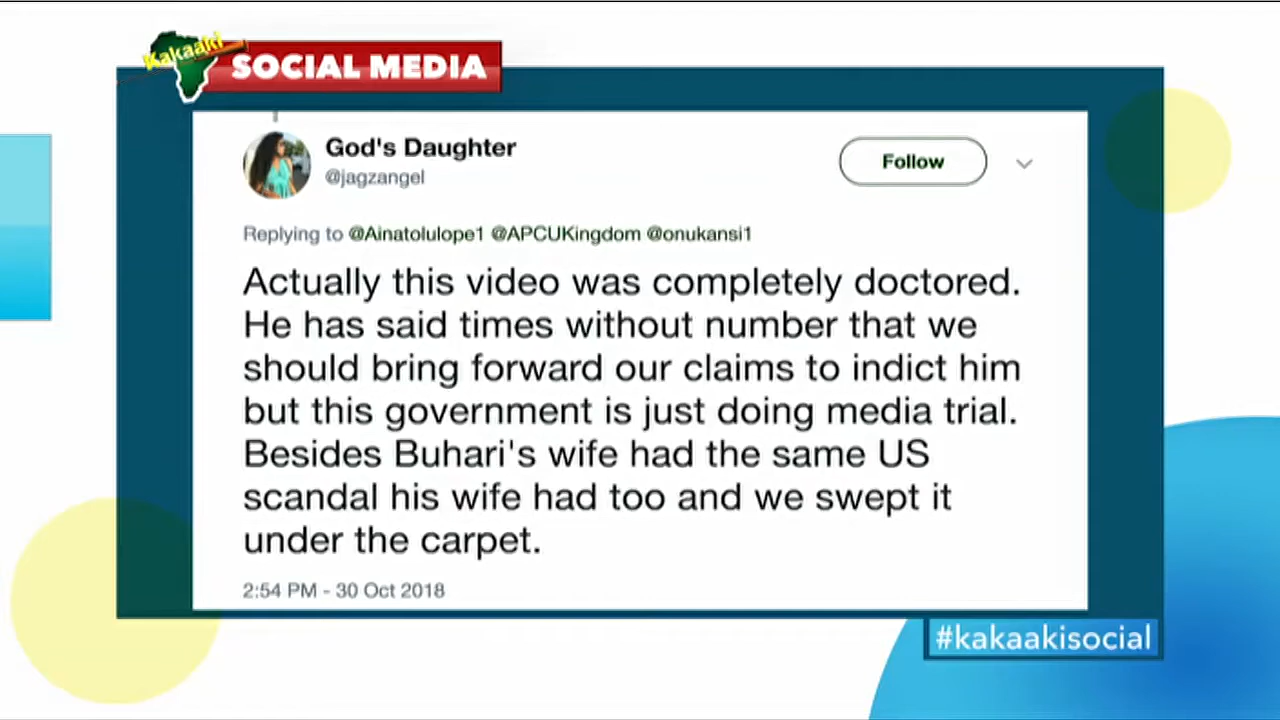 Kakaaki
SOCIAL MEDIA
God's Daughter
@jagzangel
Follow
Replying to @Ainatolulope1 @APCUKingdom @onukansi1
Actually this video was completely doctored.
He has said times without number that we
should bring forward our claims to indict him
but this government is just doing media trial.
Besides Buhari's wife had the same US
scandal his wife had too and we swept it
under the carpet.
2:54 PM - 30 Oct 2018
#kakaakisocial